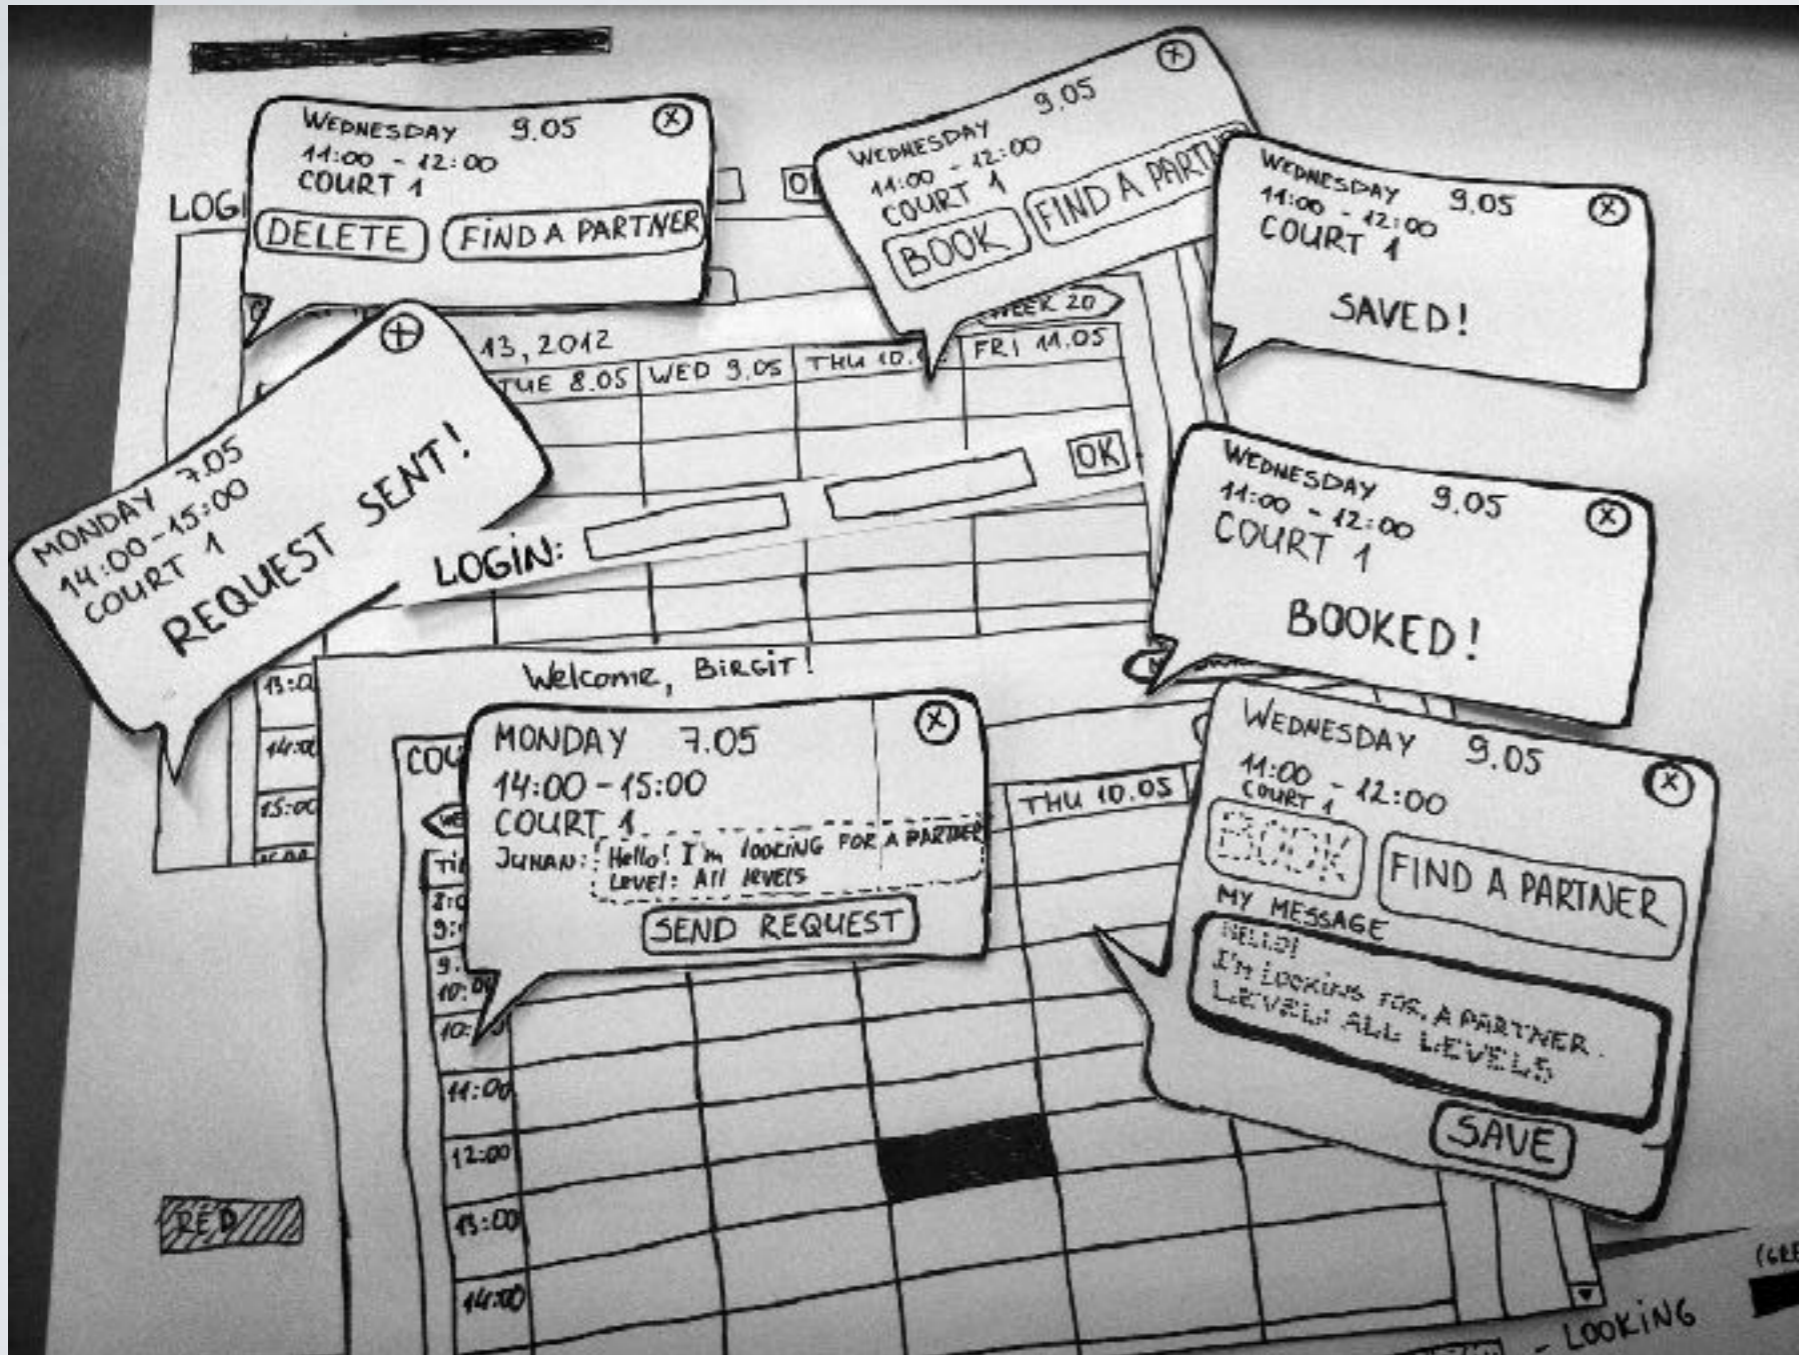 WEDNESDAY 9.05
11:00 - 12:00
COURT 1
DELETE FIND A PARTNER
WEDNESDAY 9.05
11:00 - 12:00
COURT 1
BOOK FIND A
WEDNESDAY 9.05
11:00 - 12:00
COURT 1
SAVED!
13, 2012
TUE 8.05 WED 9.05 THU 10. FRI 11.05
MONDAY 7.05
14:00-15:00
COURT 1
REQUEST SENT!
LOGIN: OK
WEDNESDAY 9.05
11:00 - 12:00
COURT 1
BOOKED!
14:00
15:00
Welcome, BIRGIT!
MONDAY 7.05
14:00 - 15:00
COURT 1
JUHAN: Hello! I'm looking FOR A PARTNER
LEVEL: All levels
SEND REQUEST
THU 10.05
WEDNESDAY 9.05
11:00 - 12:00
COURT 1
BOOK FIND A PARTNER
MY MESSAGE
HELLO!
I'm looking for a partner.
LEVEL: ALL LEVELS
SAVE
11:00
12:00
13:00
14:00
RED
- LOOKING